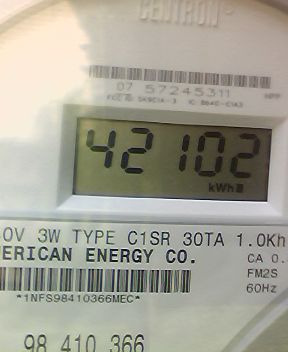 CENTRON
07 57245311
42102
kWh
0V 3W TYPE C1SR 30TA 1.0Kh
ERICAN ENERGY CO.
CA 0.
FM2S
60Hz
*1NFS98410366MEC*
98 410 366